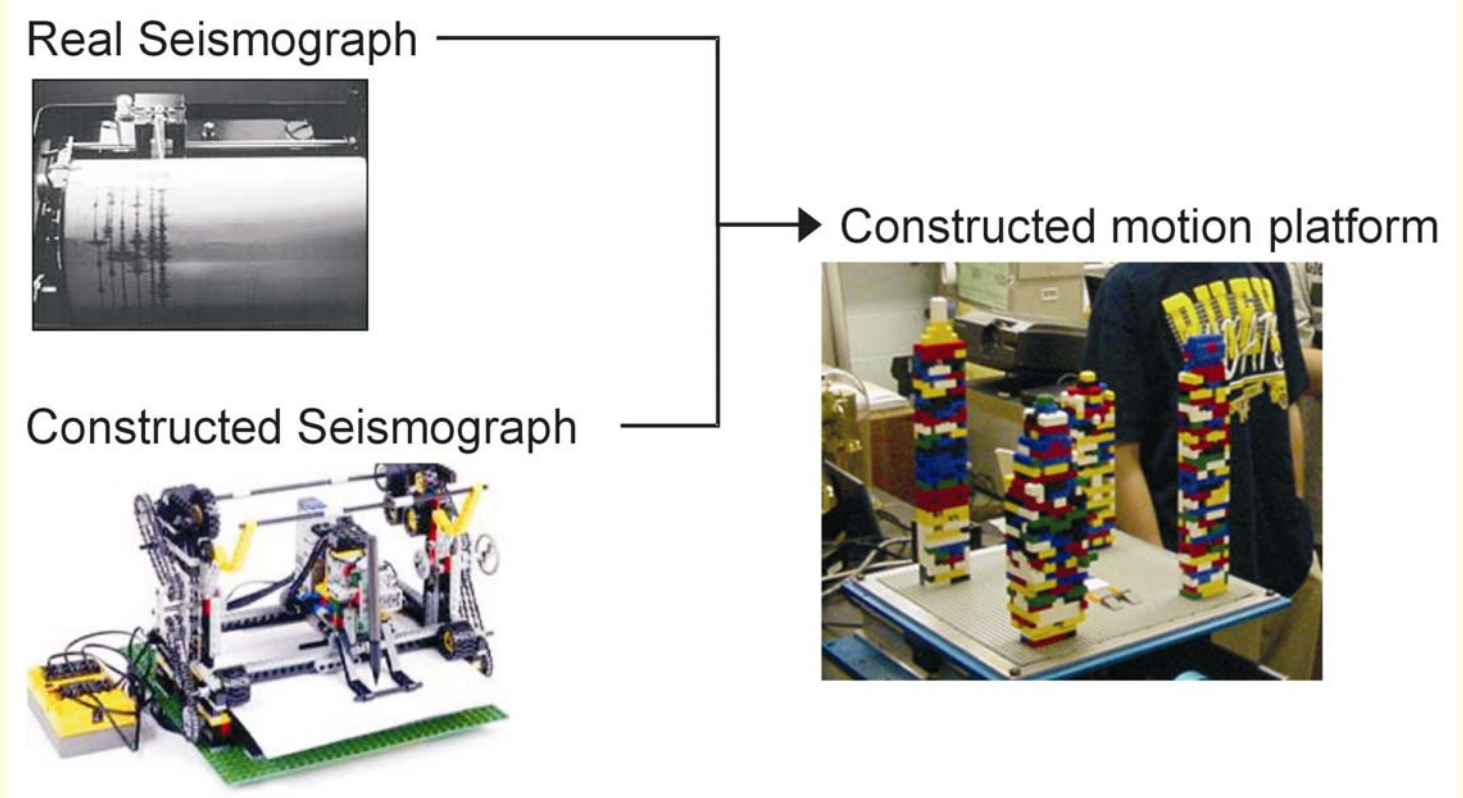 Real Seismograph
Constructed Seismograph
Constructed motion platform